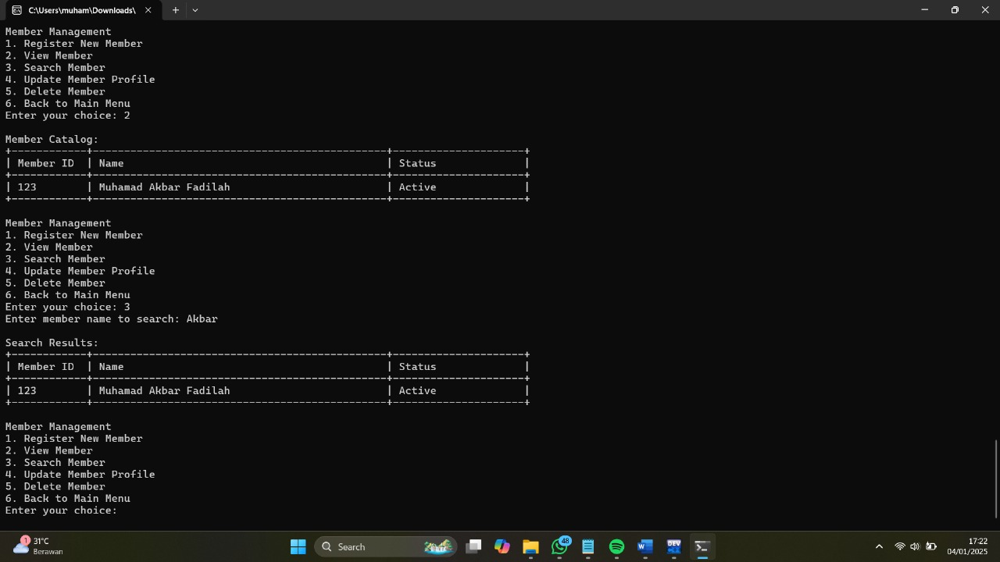 C:\Users\muham\Downloads\
Member Management
1. Register New Member
2. View Member
3. Search Member
4. Update Member Profile
5. Delete Member
6. Back to Main Menu
Enter your choice: 2
Member Catalog:
+------------+------------------------------------------------+---------------------+
| Member ID | Name | Status |
+------------+------------------------------------------------+---------------------+
| 123 | Muhamad Akbar Fadilah | Active |
+------------+------------------------------------------------+---------------------+
Member Management
1. Register New Member
2. View Member
3. Search Member
4. Update Member Profile
5. Delete Member
6. Back to Main Menu
Enter your choice: 3
Enter member name to search: Akbar
Search Results:
+------------+------------------------------------------------+---------------------+
| Member ID | Name | Status |
+------------+------------------------------------------------+---------------------+
| 123 | Muhamad Akbar Fadilah | Active |
+------------+------------------------------------------------+---------------------+
Member Management
1. Register New Member
2. View Member
3. Search Member
4. Update Member Profile
5. Delete Member
6. Back to Main Menu
Enter your choice:
1
31°C
Berawan
Search
48
W
DEV
17:22
04/01/2025